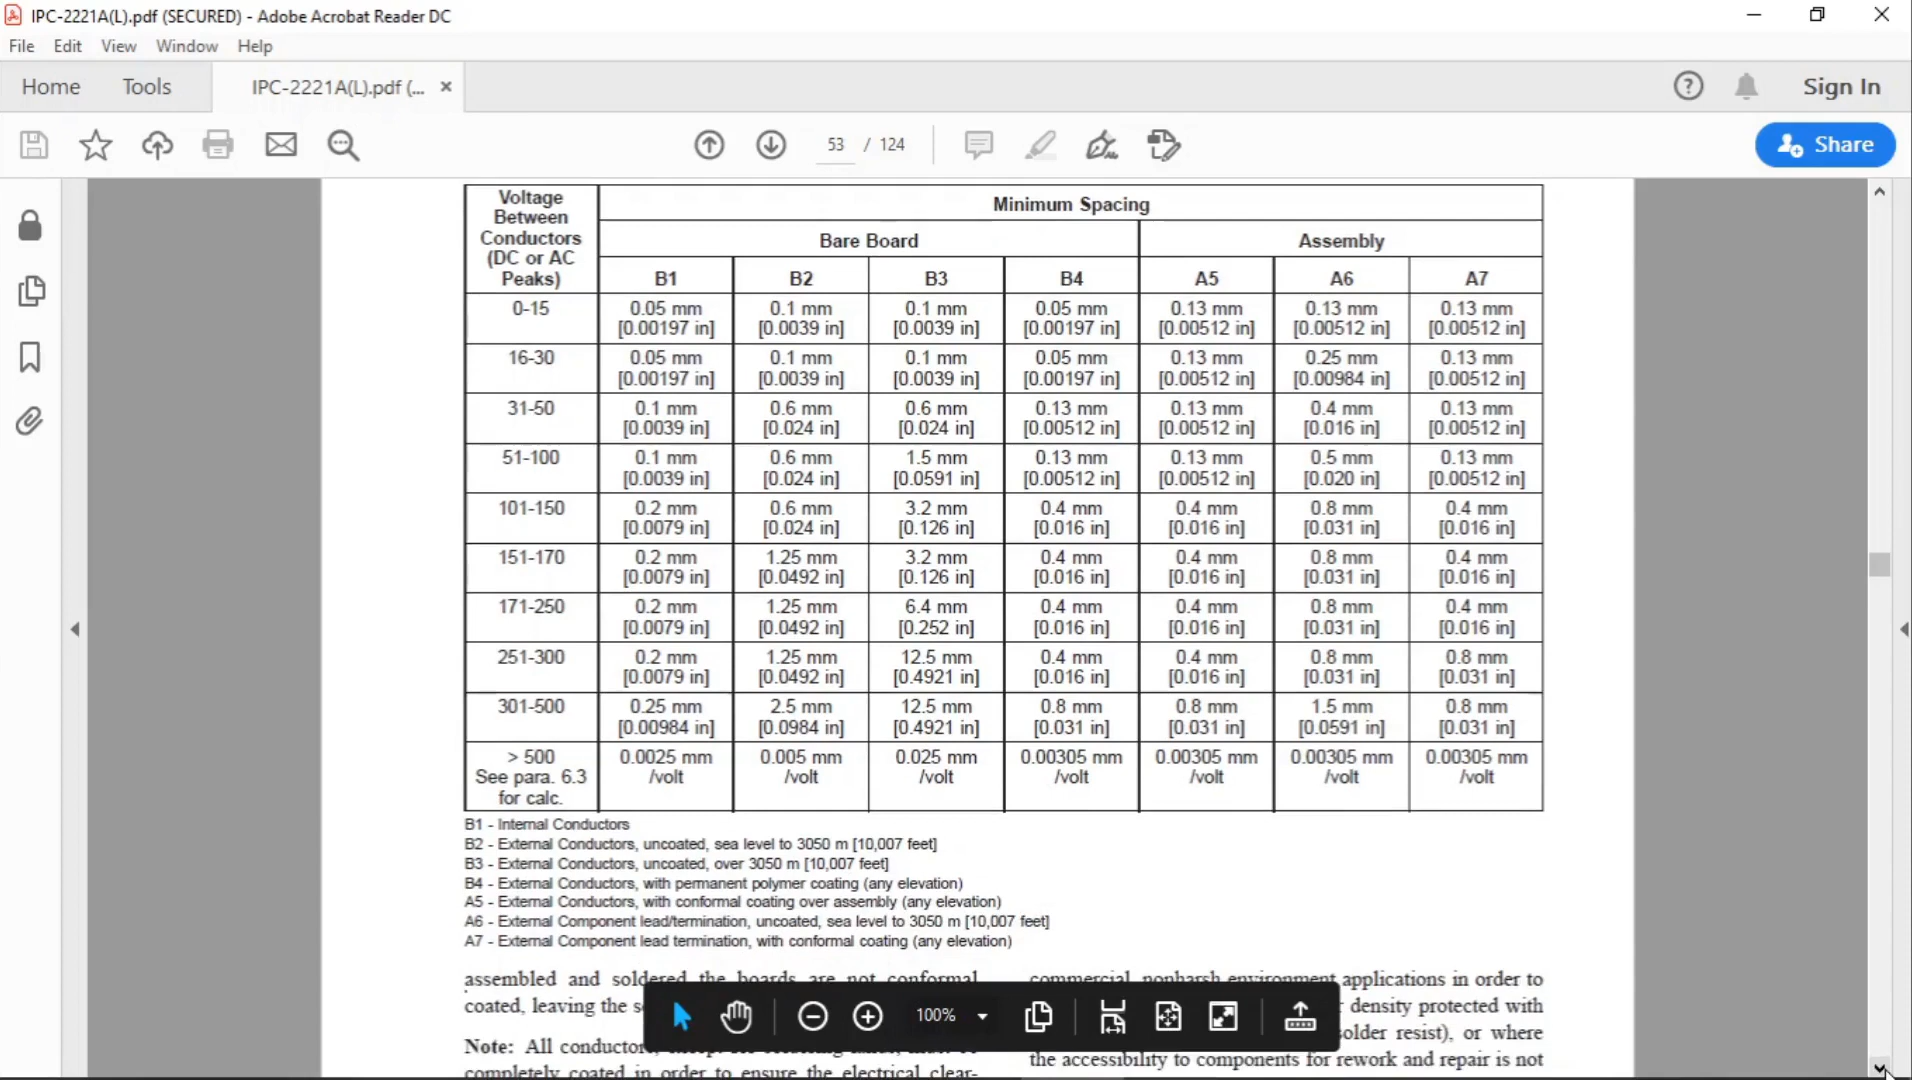 IPC-2221A(L).pdf (SECURED) - Adobe Acrobat Reader DC
File Edit View Window Help
Home Tools IPC-2221A(L).pdf (... × Sign In
53 / 124 Share
Voltage Between Conductors (DC or AC Peaks) Minimum Spacing
Bare Board Assembly
B1 B2 B3 B4 A5 A6 A7
0-15 0.05 mm 0.1 mm 0.1 mm 0.05 mm 0.13 mm 0.13 mm 0.13 mm
[0.00197 in] [0.0039 in] [0.0039 in] [0.00197 in] [0.00512 in] [0.00512 in] [0.00512 in]
16-30 0.05 mm 0.1 mm 0.1 mm 0.05 mm 0.13 mm 0.25 mm 0.13 mm
[0.00197 in] [0.0039 in] [0.0039 in] [0.00197 in] [0.00512 in] [0.00984 in] [0.00512 in]
31-50 0.1 mm 0.6 mm 0.6 mm 0.13 mm 0.13 mm 0.4 mm 0.13 mm
[0.0039 in] [0.024 in] [0.024 in] [0.00512 in] [0.00512 in] [0.016 in] [0.00512 in]
51-100 0.1 mm 0.6 mm 1.5 mm 0.13 mm 0.13 mm 0.5 mm 0.13 mm
[0.0039 in] [0.024 in] [0.0591 in] [0.00512 in] [0.00512 in] [0.020 in] [0.00512 in]
101-150 0.2 mm 0.6 mm 3.2 mm 0.4 mm 0.4 mm 0.8 mm 0.4 mm
[0.0079 in] [0.024 in] [0.126 in] [0.016 in] [0.016 in] [0.031 in] [0.016 in]
151-170 0.2 mm 1.25 mm 3.2 mm 0.4 mm 0.4 mm 0.8 mm 0.4 mm
[0.0079 in] [0.0492 in] [0.126 in] [0.016 in] [0.016 in] [0.031 in] [0.016 in]
171-250 0.2 mm 1.25 mm 6.4 mm 0.4 mm 0.4 mm 0.8 mm 0.4 mm
[0.0079 in] [0.0492 in] [0.252 in] [0.016 in] [0.016 in] [0.031 in] [0.016 in]
251-300 0.2 mm 1.25 mm 12.5 mm 0.4 mm 0.4 mm 0.8 mm 0.8 mm
[0.0079 in] [0.0492 in] [0.4921 in] [0.016 in] [0.016 in] [0.031 in] [0.031 in]
301-500 0.25 mm 2.5 mm 12.5 mm 0.8 mm 0.8 mm 1.5 mm 0.8 mm
[0.00984 in] [0.0984 in] [0.4921 in] [0.031 in] [0.031 in] [0.0591 in] [0.031 in]
> 500 0.0025 mm 0.005 mm 0.025 mm 0.00305 mm 0.00305 mm 0.00305 mm 0.00305 mm
See para. 6.3 /volt /volt /volt /volt /volt /volt /volt
for calc.
B1 - Internal Conductors
B2 - External Conductors, uncoated, sea level to 3050 m [10,007 feet]
B3 - External Conductors, uncoated, over 3050 m [10,007 feet]
B4 - External Conductors, with permanent polymer coating (any elevation)
A5 - External Conductors, with conformal coating over assembly (any elevation)
A6 - External Component lead/termination, uncoated, sea level to 3050 m [10,007 feet]
A7 - External Component lead termination, with conformal coating (any elevation)
assembled and soldered the boards are not conformal
coated, leaving the
Note: All conductors,
completely coated in order to ensure the electrical clear-
commercial, nonharsh environment applications in order to
density protected with
solder resist), or where
the accessibility to components for rework and repair is not
100%